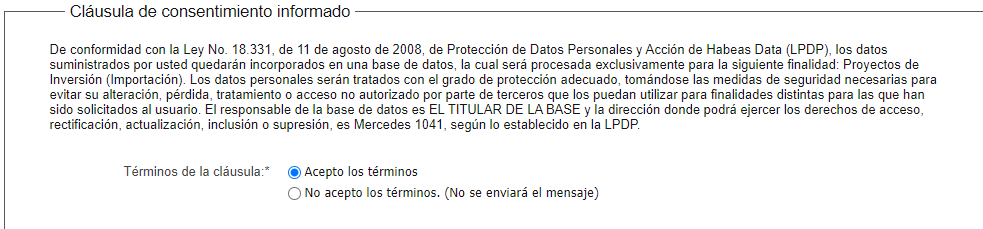 Cláusula de consentimiento informado
De conformidad con la Ley No. 18.331, de 11 de agosto de 2008, de Protección de Datos Personales y Acción de Habeas Data (LPDP), los datos
suministrados por usted quedarán incorporados en una base de datos, la cual será procesada exclusivamente para la siguiente finalidad: Proyectos de
Inversión (Importación). Los datos personales serán tratados con el grado de protección adecuado, tomándose las medidas de seguridad necesarias para
evitar su alteración, pérdida, tratamiento o acceso no autorizado por parte de terceros que los puedan utilizar para finalidades distintas para las que han
sido solicitados al usuario. El responsable de la base de datos es EL TITULAR DE LA BASE y la dirección donde podrá ejercer los derechos de acceso,
rectificación, actualización, inclusión o supresión, es Mercedes 1041, según lo establecido en la LPDP.
Términos de la cláusula:* Acepto los términos
No acepto los términos. (No se enviará el mensaje)